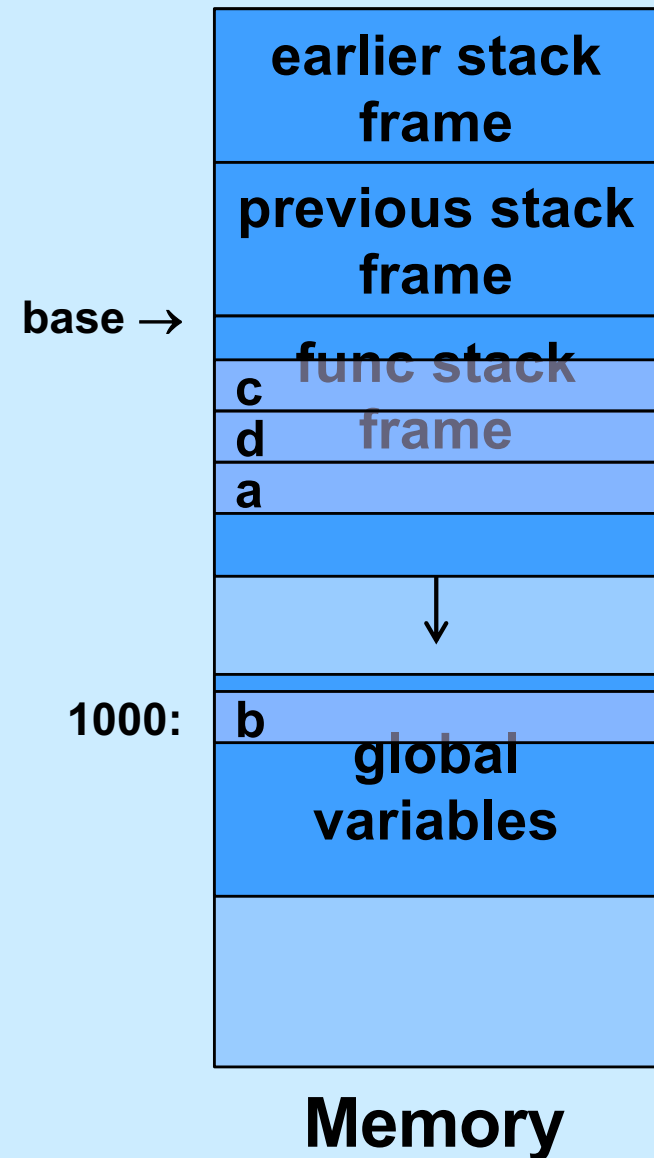 earlier stack
frame
previous stack
frame
base →
func stack
c
frame
d
a
1000:
b
global
variables
Memory